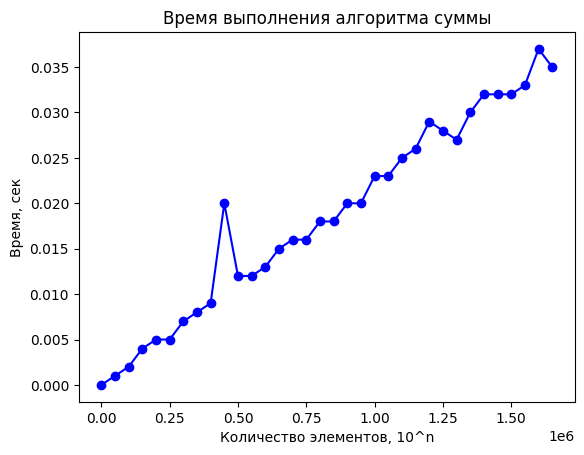 Время выполнения алгоритма суммы
Время, сек
0.035
0.030
0.025
0.020
0.015
0.010
0.005
0.000
0.00 0.25 0.50 0.75 1.00 1.25 1.50
1e6
Количество элементов, 10^n